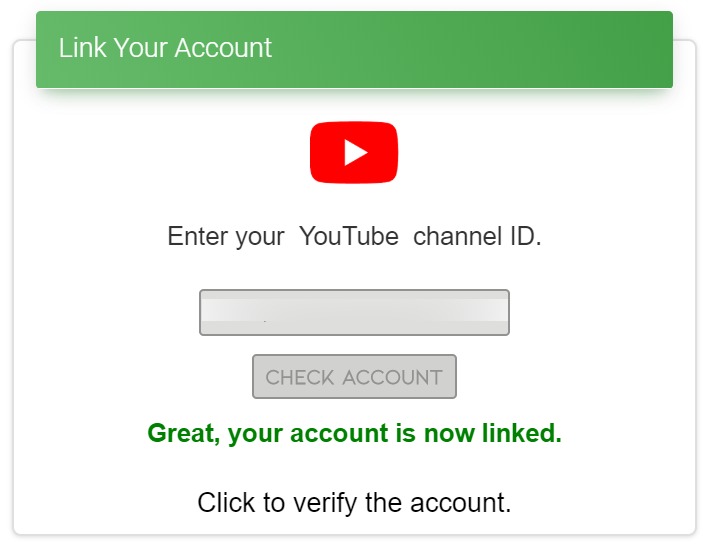 Link Your Account
Enter your YouTube channel ID.
CHECK ACCOUNT
Great, your account is now linked.
Click to verify the account.